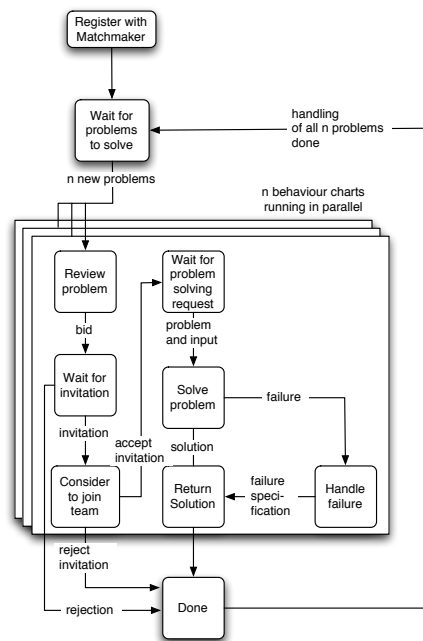 Register with
Matchmaker
Wait for
problems
to solve
handling
of all n problems
done
n new problems
n behaviour charts
running in parallel
Review
problem
Wait for
problem
solving
request
bid
problem
and input
Wait for
invitation
Solve
problem
failure
invitation
accept
invitation
solution
Consider
to join
team
Return
Solution
failure
speci-
fication
Handle
failure
reject
invitation
rejection
Done